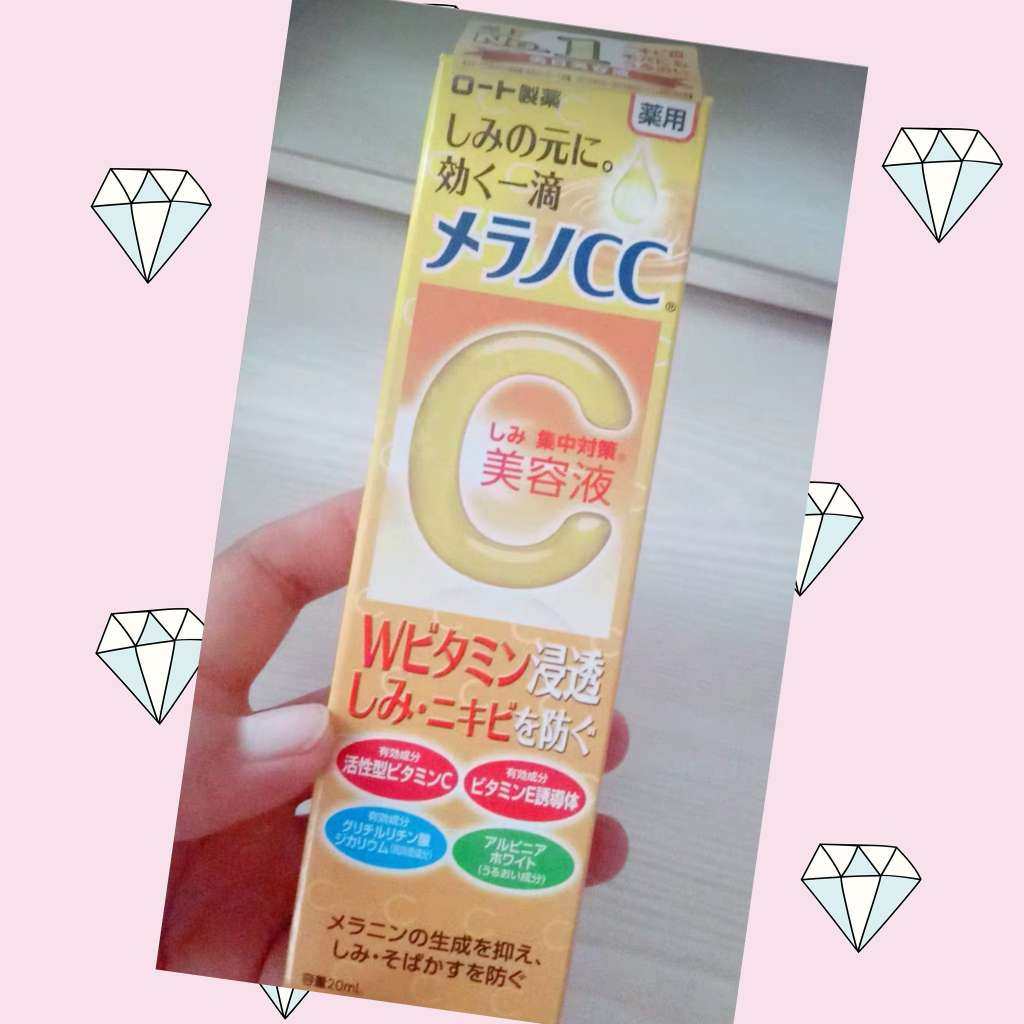 No.1
ロート製薬
薬用
しみの元に。
効く一滴
メラノCC®
C
しみ 集中対策
美容液
Wビタミン浸透
しみ・ニキビを防ぐ
有効成分
活性型ビタミンC
有効成分
ビタミンE誘導体
有効成分
グリチルリチン酸
ジカリウム(消炎成分)
アルピニア
ホワイト
(うるおい成分)
メラニンの生成を抑え、
しみ・そばかすを防ぐ
容量20mL